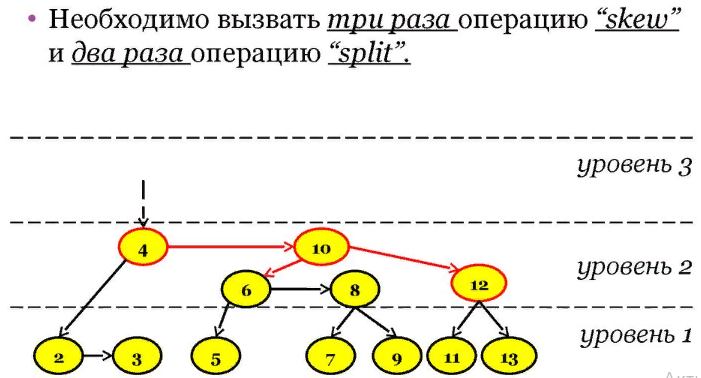 • Необходимо вызвать три раза операцию “skew”
и два раза операцию “split”.
уровень 3
4 10
6 8 12
уровень 2
уровень 1
2 3 5 7 9 11 13